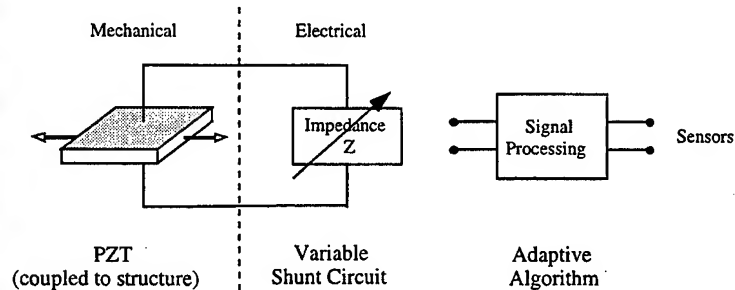 Mechanical
Electrical
Impedance
Z
Signal
Processing
Sensors
PZT
(coupled to structure)
Variable
Shunt Circuit
Adaptive
Algorithm